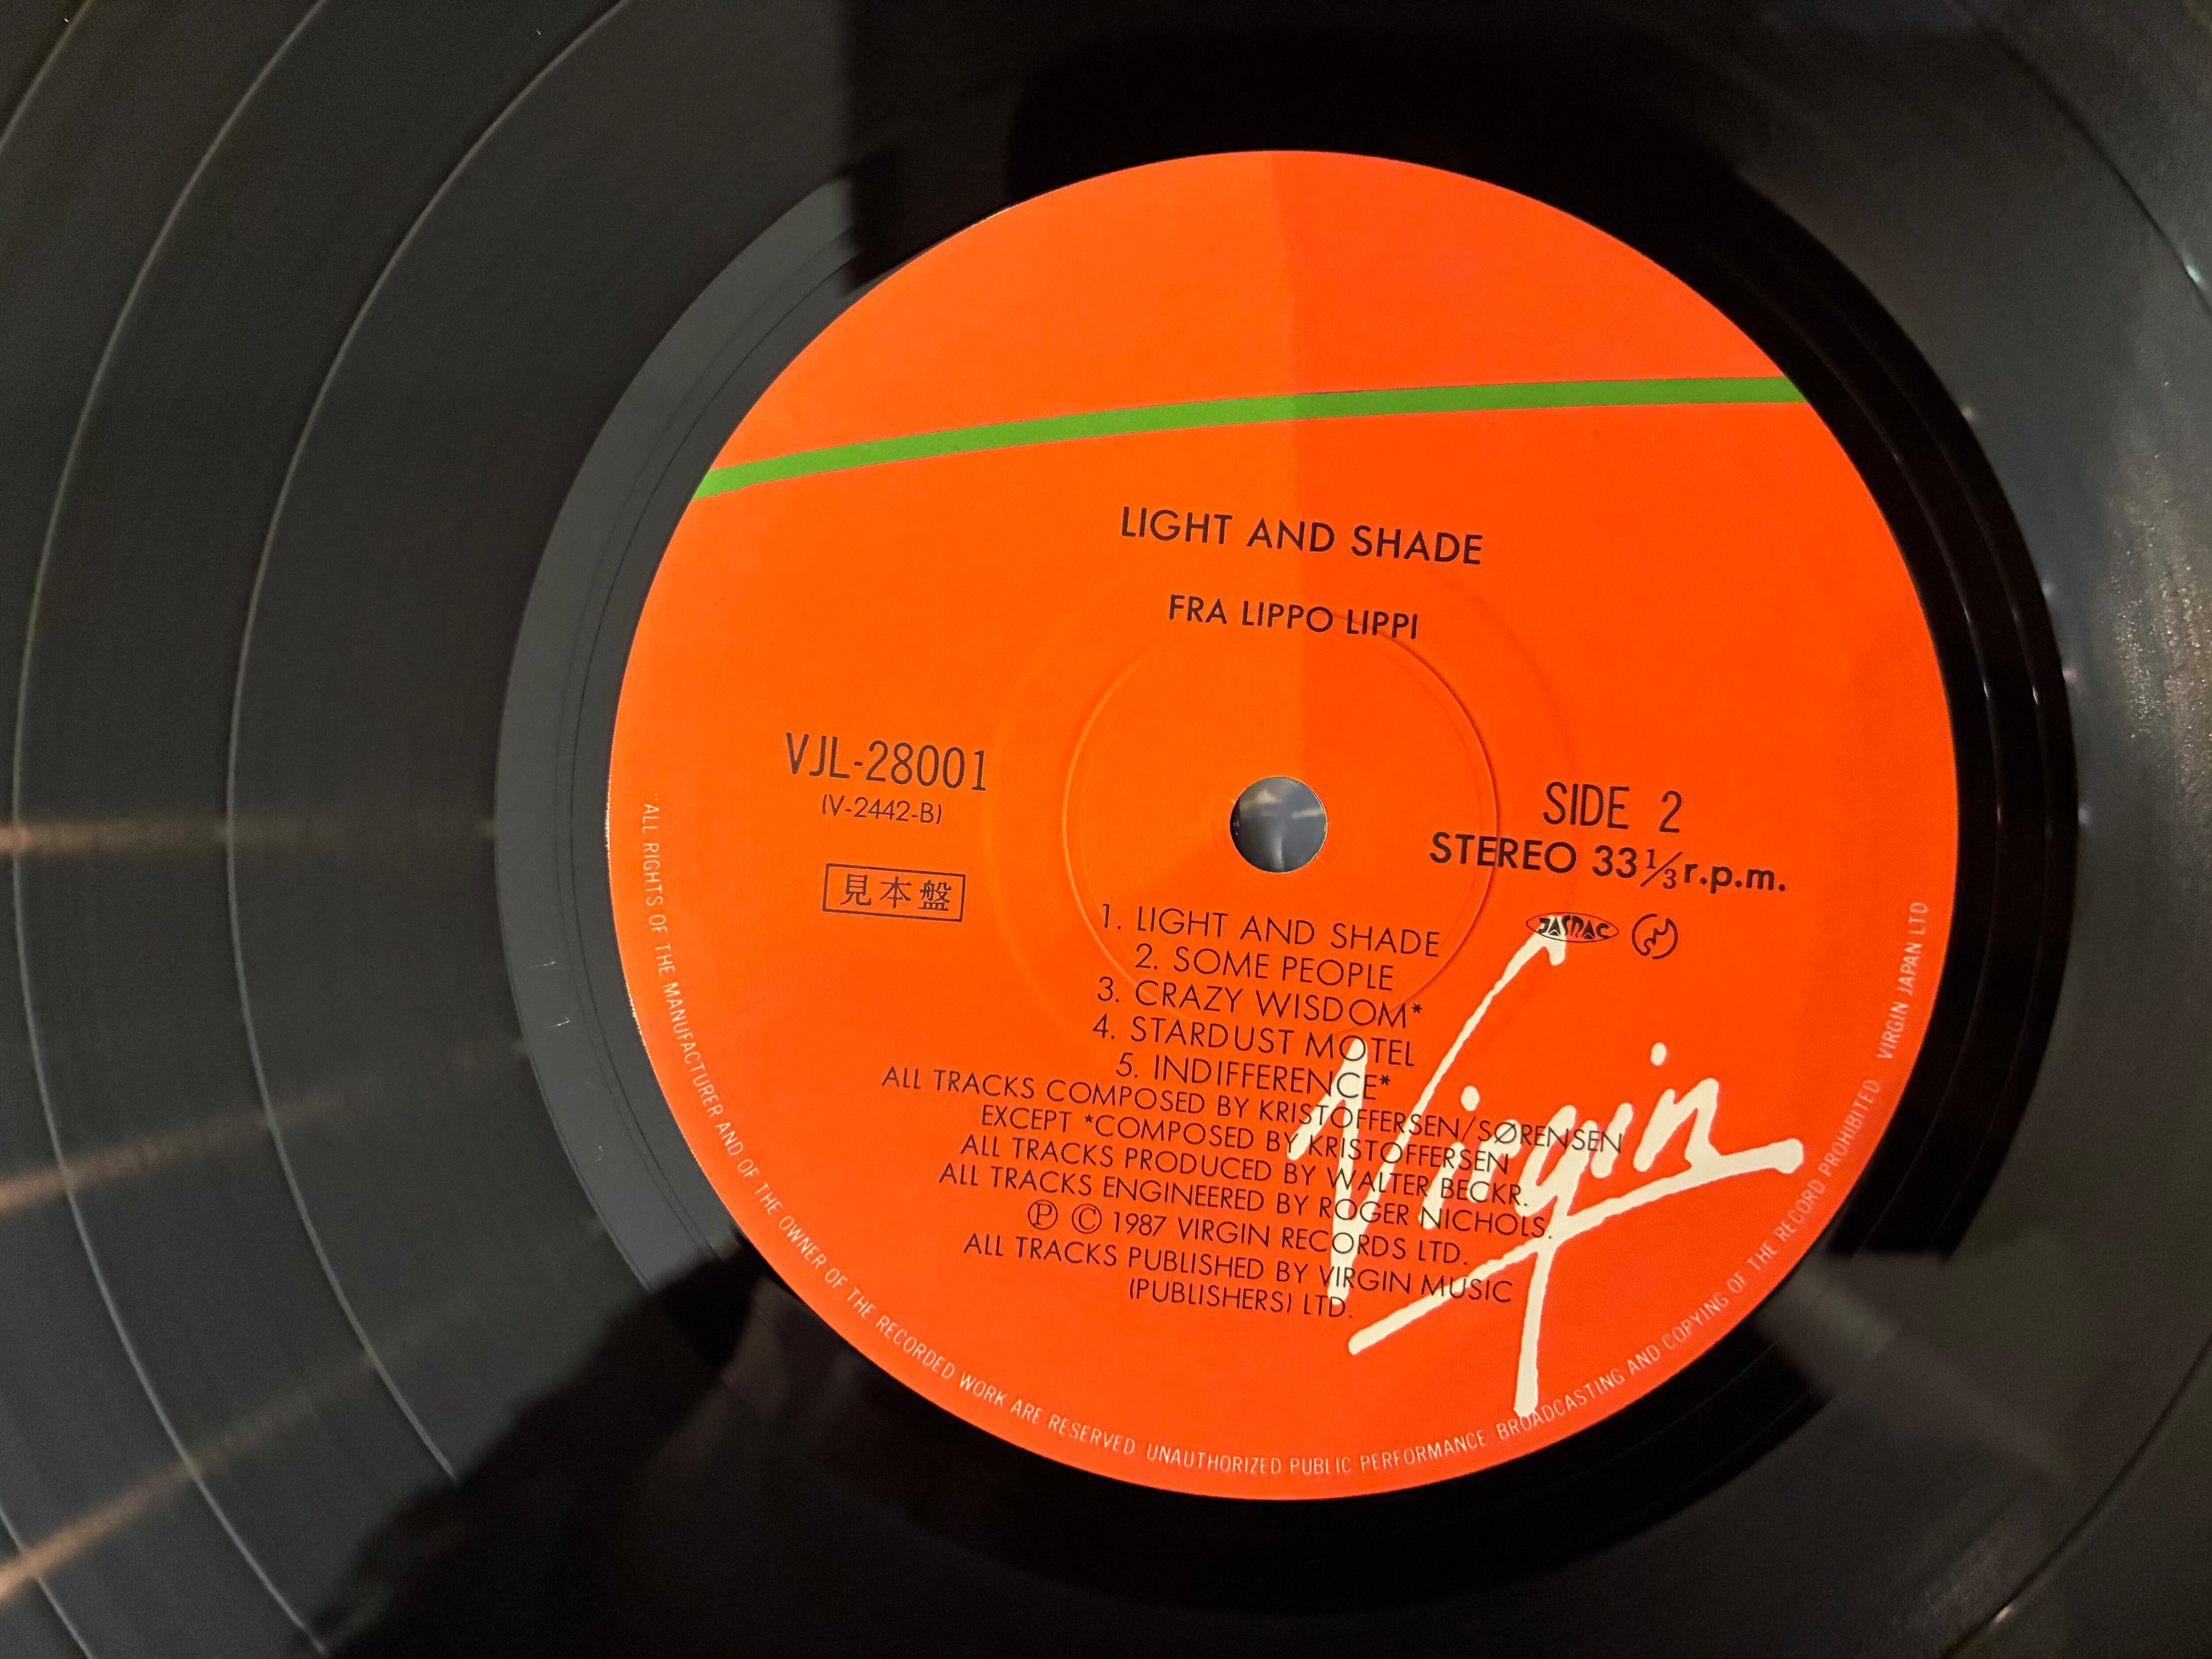 LIGHT AND SHADE
FRA LIPPO LIPPI
VJL-28001
(V-2442-B)
見本盤
SIDE 2
STEREO 33 1/3 r.p.m.
JASRAC
1. LIGHT AND SHADE
2. SOME PEOPLE
3. CRAZY WISDOM*
4. STARDUST MOTEL
5. INDIFFERENCE*
ALL TRACKS COMPOSED BY KRISTOFFERSEN/SØRENSEN
EXCEPT *COMPOSED BY KRISTOFFERSEN
ALL TRACKS PRODUCED BY WALTER BECKR.
ALL TRACKS ENGINEERED BY ROGER NICHOLS.
Ⓟ © 1987 VIRGIN RECORDS LTD.
ALL TRACKS PUBLISHED BY VIRGIN MUSIC
(PUBLISHERS) LTD.
Virgin
"ALL RIGHTS OF THE MANUFACTURER AND OF THE OWNER OF THE RECORDED WORK ARE RESERVED UNAUTHORIZED PUBLIC PERFORMANCE. BROADCASTING AND COPYING OF THE RECORD PROHIBITED" VIRGIN JAPAN LTD